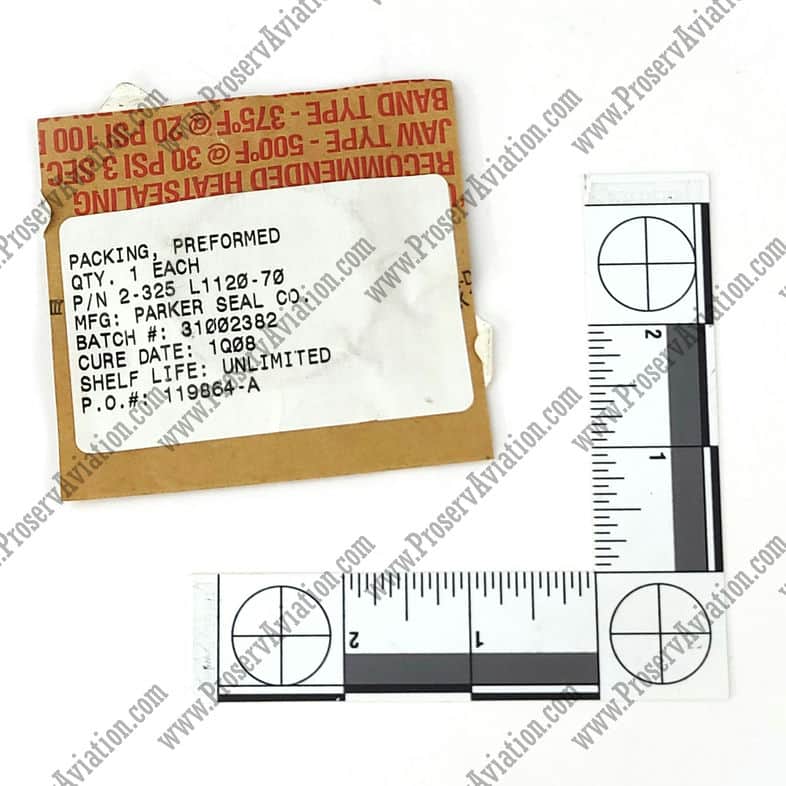 BAND TYPE - 375°F @ 20 PSI 100
JAW TYPE - 500°F @ 30 PSI 3 SEC.
RECOMMENDED HEATSEALING
PACKING, PREFORMED
QTY. 1 EACH
P/N 2-325 L1120-70
MFG: PARKER SEAL CO.
BATCH #: 31002382
CURE DATE: 1Q08
SHELF LIFE: UNLIMITED
P.O.#: 119864-A
2
1
2
1
www.ProservAviation.com